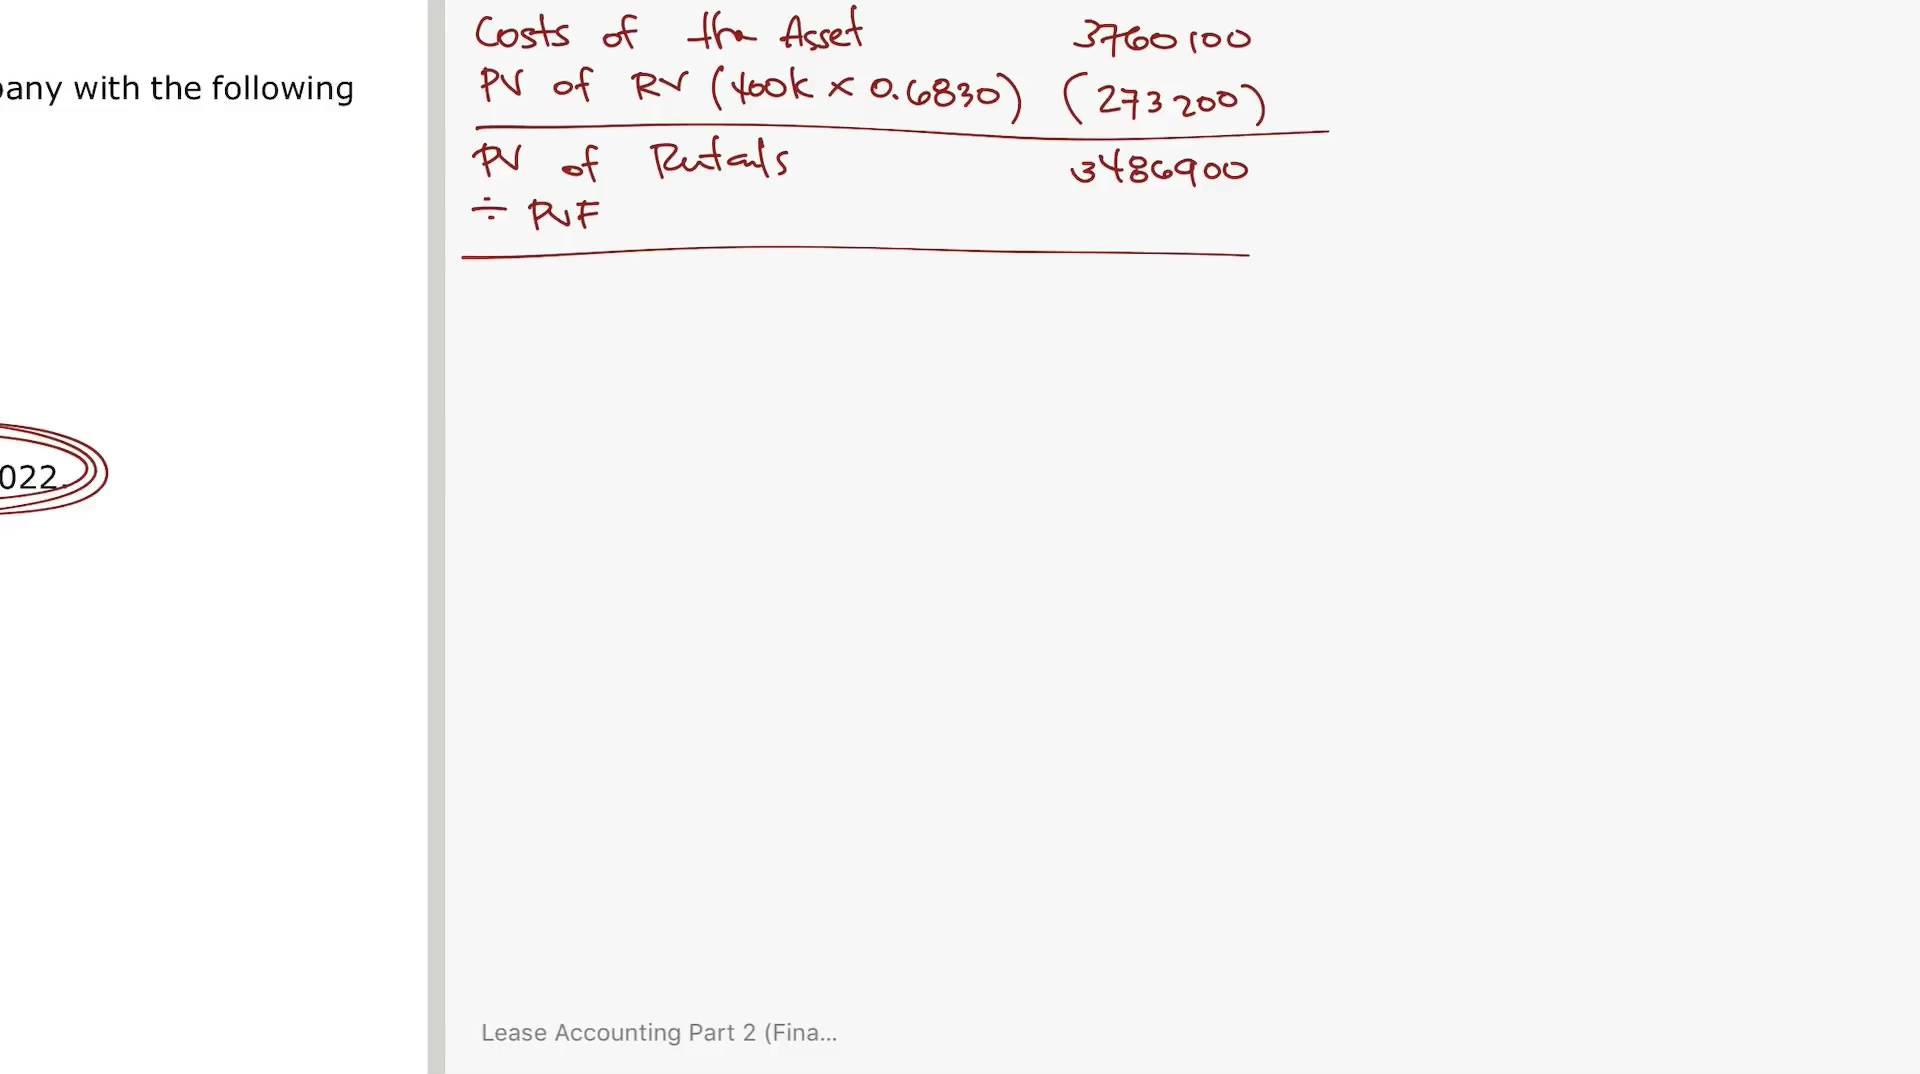 any with the following
022.
Costs of the Asset 3760100
PV of RV (400k x 0.6830) (273200)
PV of Rentals 3486900
÷ PVF
Lease Accounting Part 2 (Fina...